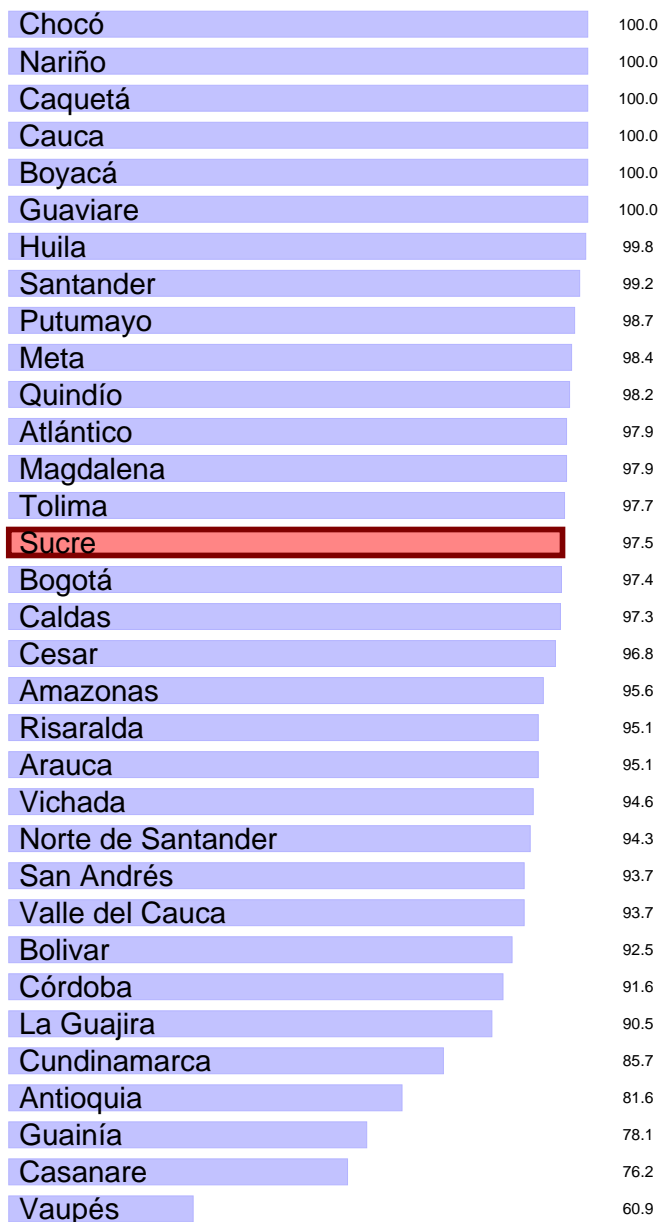 Chocó 100.0
Nariño 100.0
Caquetá 100.0
Cauca 100.0
Boyacá 100.0
Guaviare 100.0
Huila 99.8
Santander 99.2
Putumayo 98.7
Meta 98.4
Quindío 98.2
Atlántico 97.9
Magdalena 97.9
Tolima 97.7
Sucre 97.5
Bogotá 97.4
Caldas 97.3
Cesar 96.8
Amazonas 95.6
Risaralda 95.1
Arauca 95.1
Vichada 94.6
Norte de Santander 94.3
San Andrés 93.7
Valle del Cauca 93.7
Bolivar 92.5
Córdoba 91.6
La Guajira 90.5
Cundinamarca 85.7
Antioquia 81.6
Guainía 78.1
Casanare 76.2
Vaupés 60.9